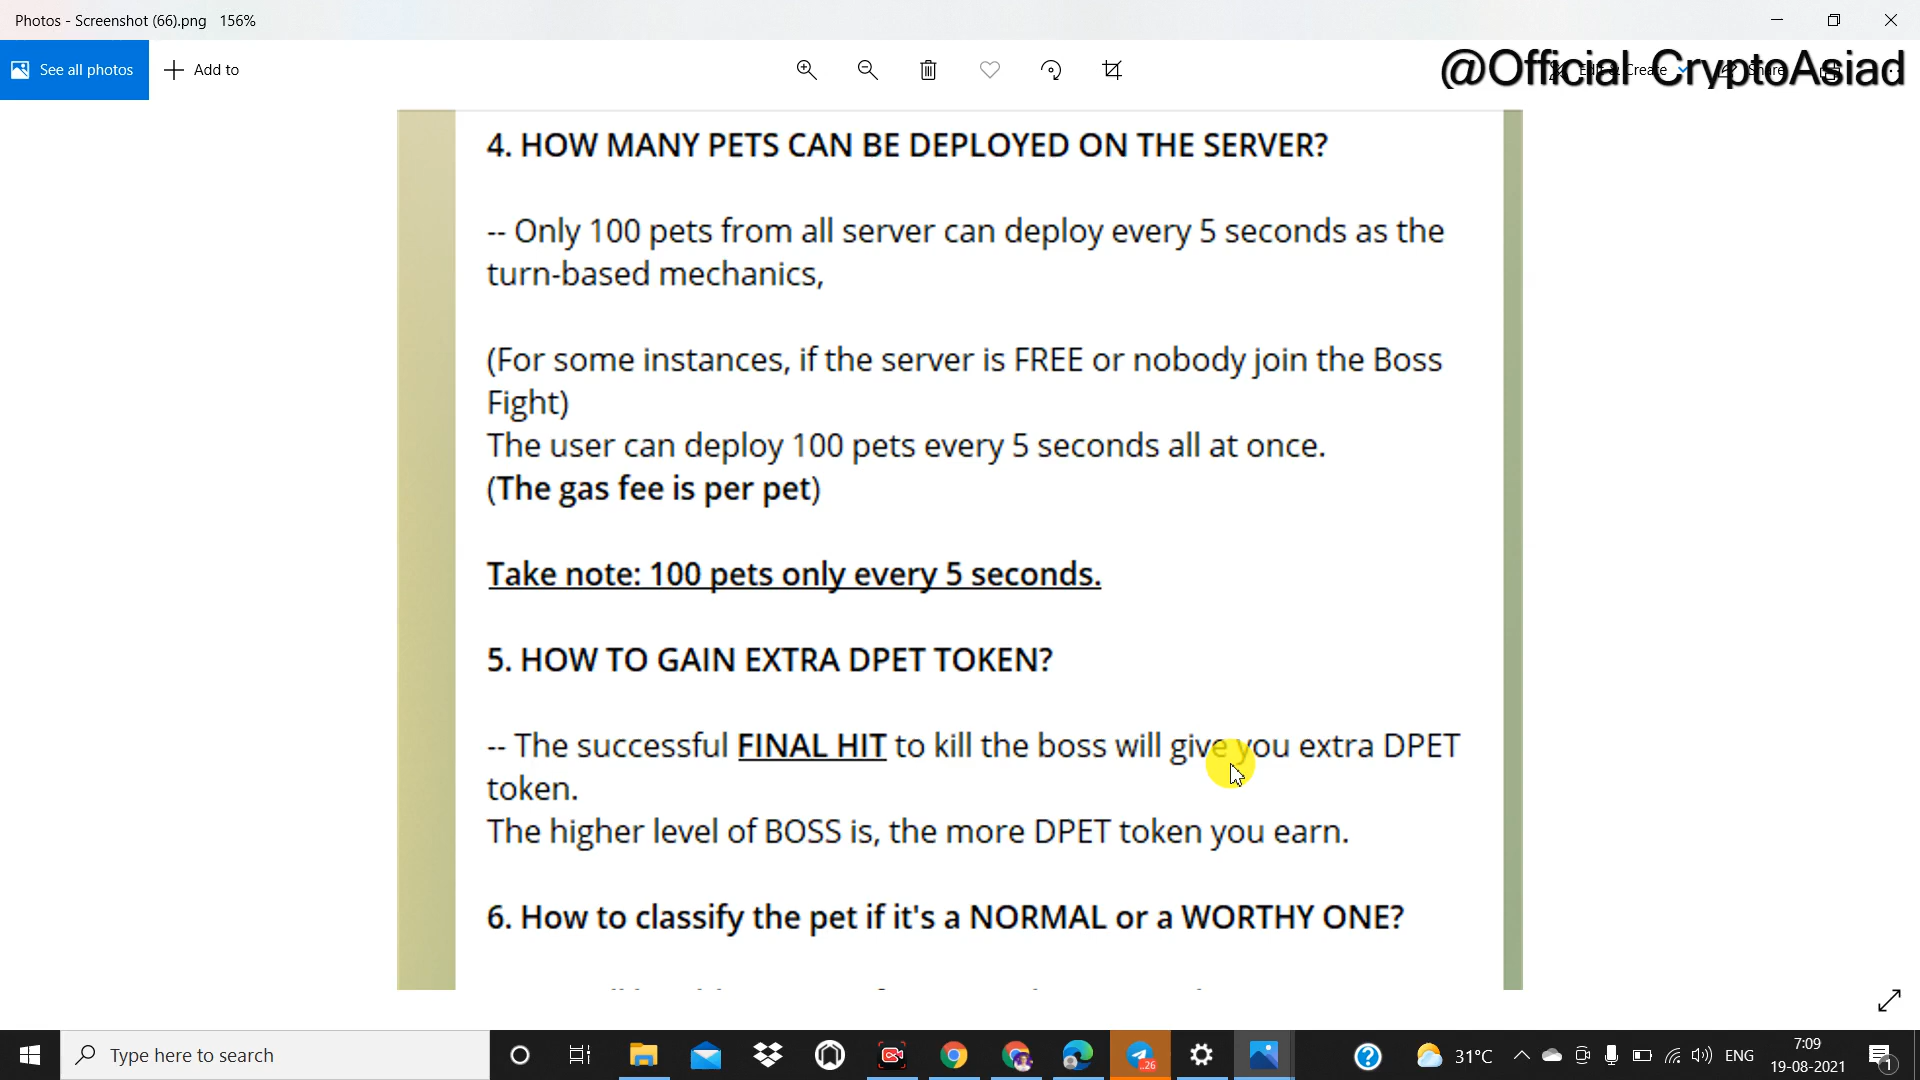 Photos - Screenshot (66).png 156%
See all photos
Add to
Share
@Official CryptoAsiad
4. HOW MANY PETS CAN BE DEPLOYED ON THE SERVER?
-- Only 100 pets from all server can deploy every 5 seconds as the
turn-based mechanics,
(For some instances, if the server is FREE or nobody join the Boss
Fight)
The user can deploy 100 pets every 5 seconds all at once.
(The gas fee is per pet)
Take note: 100 pets only every 5 seconds.
5. HOW TO GAIN EXTRA DPET TOKEN?
-- The successful FINAL HIT to kill the boss will give you extra DPET
token.
The higher level of BOSS is, the more DPET token you earn.
6. How to classify the pet if it's a NORMAL or a WORTHY ONE?
Type here to search
26
31°C
ENG
7:09
19-08-2021
1